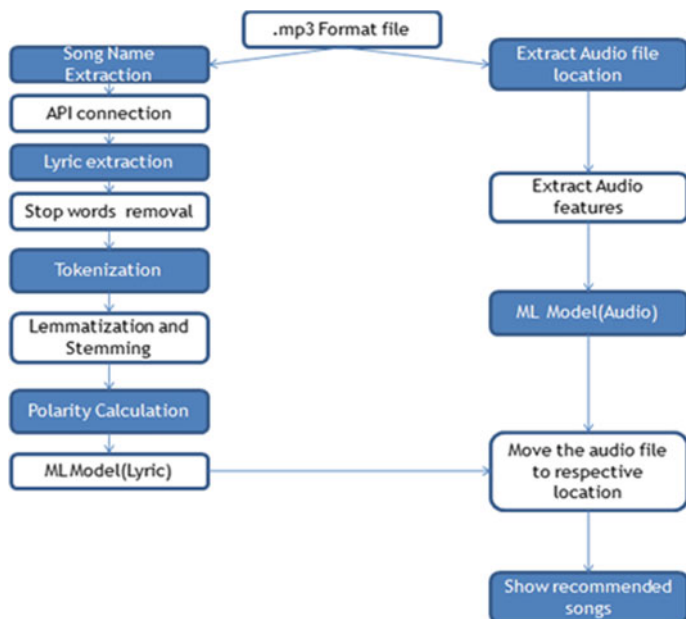 .mp3 Format file
Song Name
Extraction
API connection
Lyric extraction
Stop words removal
Tokenization
Lemmatization and
Stemming
Polarity Calculation
ML Model(Lyric)
Extract Audio file
location
Extract Audio
features
ML Model(Audio)
Move the audio file
to respective
location
Show recommended
songs